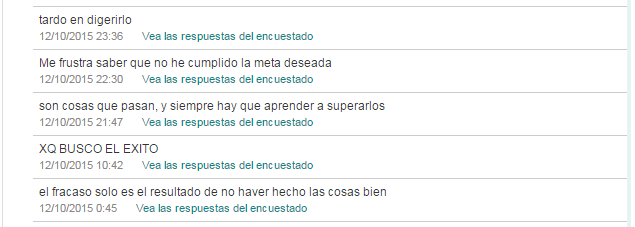 tardo en digerirlo
12/10/2015 23:36 Vea las respuestas del encuestado
Me frustra saber que no he cumplido la meta deseada
12/10/2015 22:30 Vea las respuestas del encuestado
son cosas que pasan, y siempre hay que aprender a superarlos
12/10/2015 21:47 Vea las respuestas del encuestado
XQ BUSCO EL EXITO
12/10/2015 10:42 Vea las respuestas del encuestado
el fracaso solo es el resultado de no haver hecho las cosas bien
12/10/2015 0:45 Vea las respuestas del encuestado